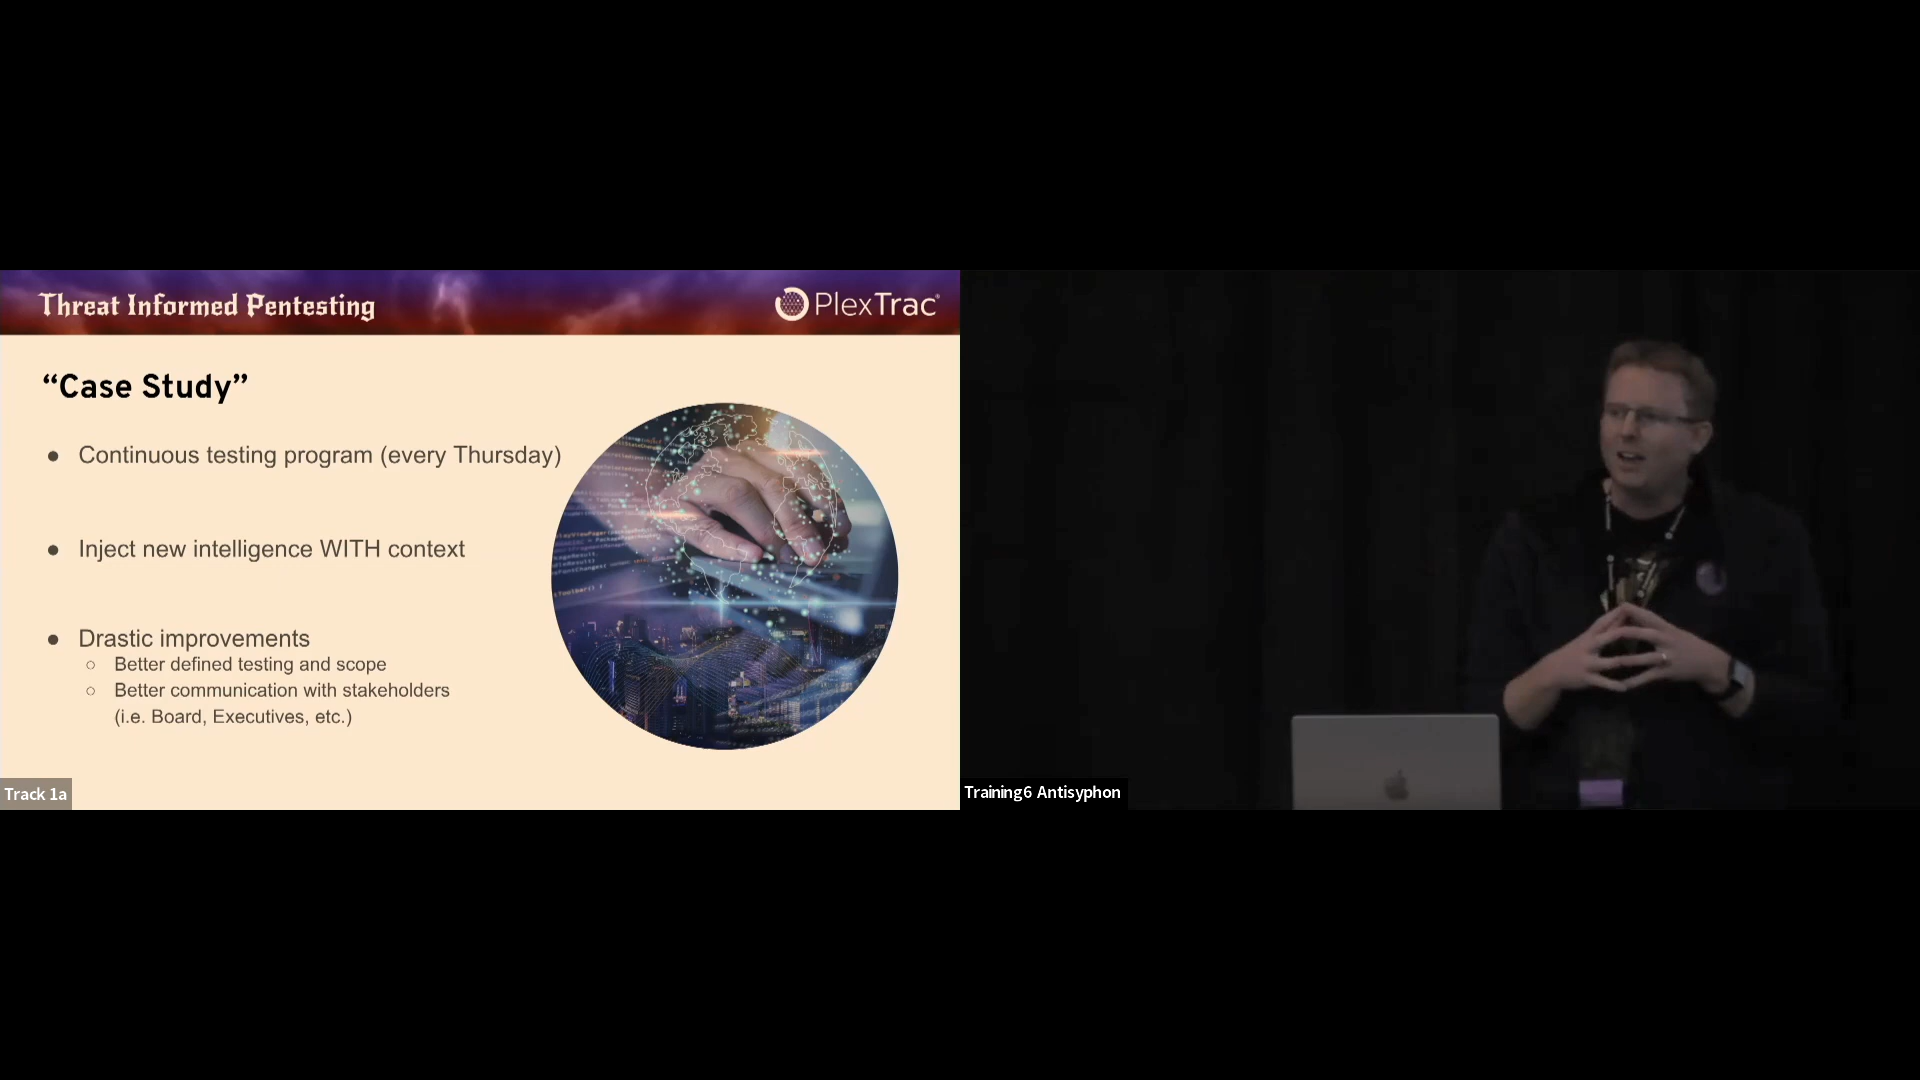 Threat Informed Pentesting
PlexTrac
“Case Study”
● Continuous testing program (every Thursday)
● Inject new intelligence WITH context
● Drastic improvements
○ Better defined testing and scope
○ Better communication with stakeholders
(i.e. Board, Executives, etc.)
Track 1a
Training6 Antisyphon